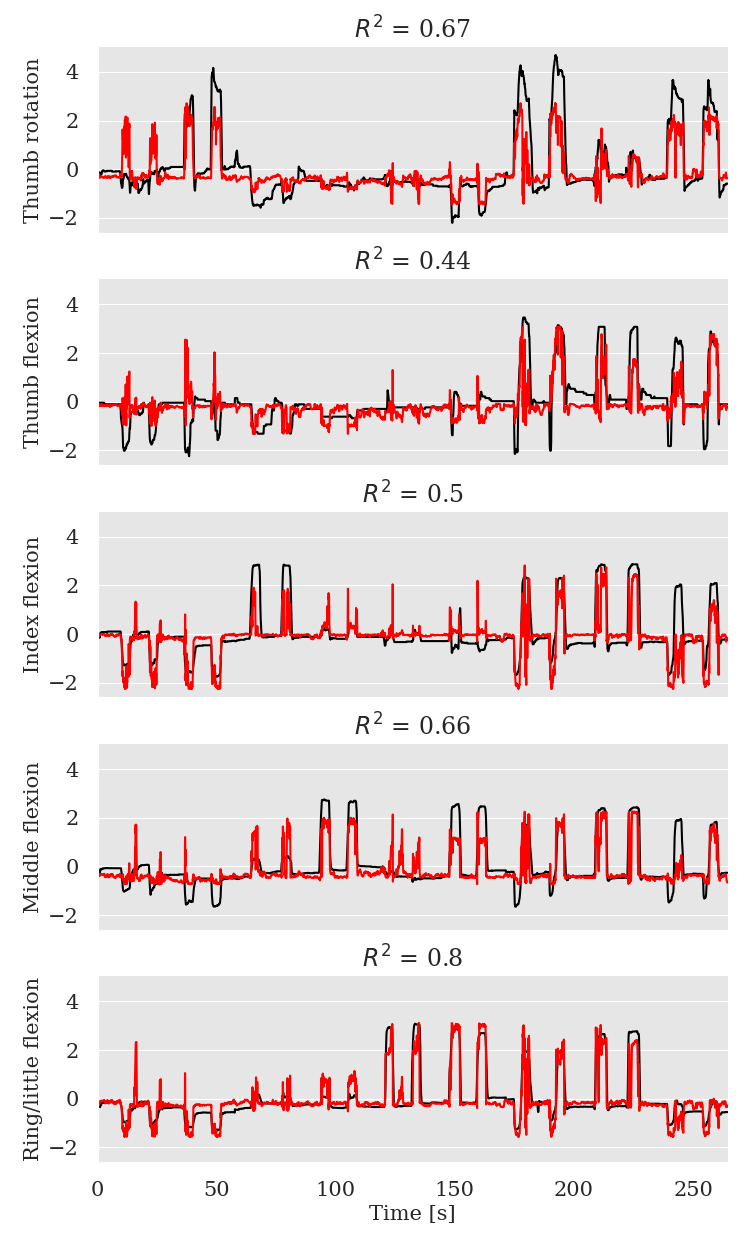 R² = 0.67
Thumb rotation
4
2
0
−2
R² = 0.44
Thumb flexion
4
2
0
−2
R² = 0.5
Index flexion
4
2
0
−2
R² = 0.66
Middle flexion
4
2
0
−2
R² = 0.8
Ring/little flexion
4
2
0
−2
0 50 100 150 200 250
Time [s]